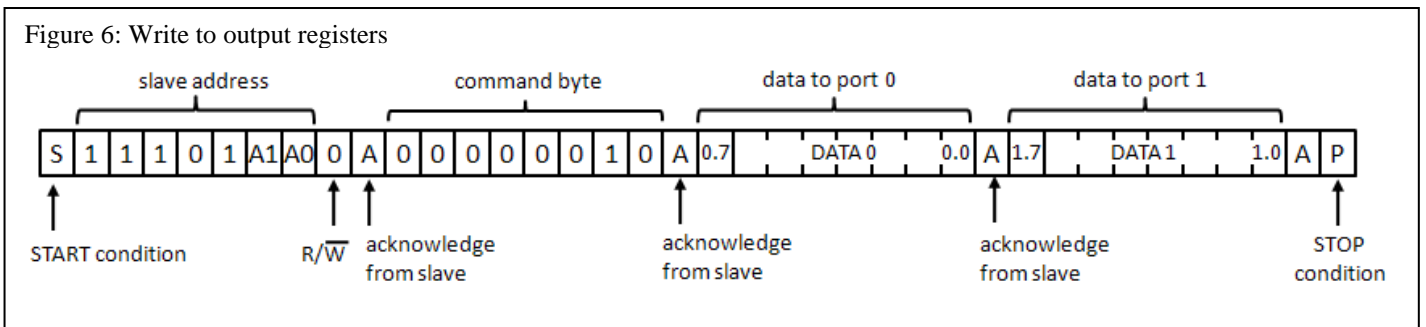 Figure 6: Write to output registers
slave address command byte data to port 0 data to port 1
S 1 1 1 0 1 A1 A0 0 A 0 0 0 0 0 0 1 0 A 0.7 DATA 0 0.0 A 1.7 DATA 1 1.0 A P
START condition R/W̅ acknowledge from slave acknowledge from slave acknowledge from slave STOP condition